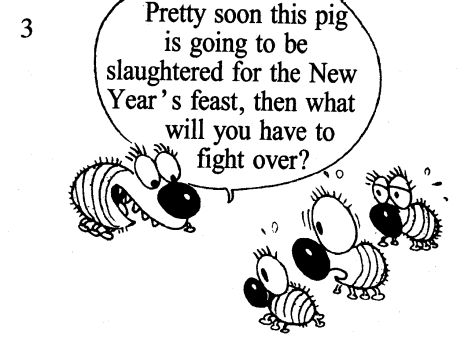 3
Pretty soon this pig
is going to be
slaughtered for the New
Year's feast, then what
will you have to
fight over?